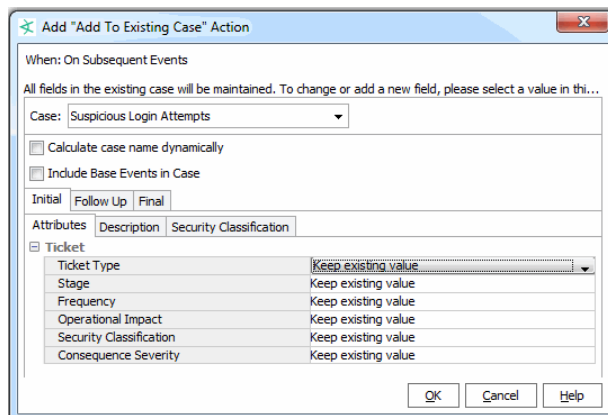 Add "Add To Existing Case" Action
When: On Subsequent Events
All fields in the existing case will be maintained. To change or add a new field, please select a value in thi...
Case: Suspicious Login Attempts
Calculate case name dynamically
Include Base Events in Case
Initial Follow Up Final
Attributes Description Security Classification
Ticket
Ticket Type Keep existing value
Stage Keep existing value
Frequency Keep existing value
Operational Impact Keep existing value
Security Classification Keep existing value
Consequence Severity Keep existing value
OK Cancel Help